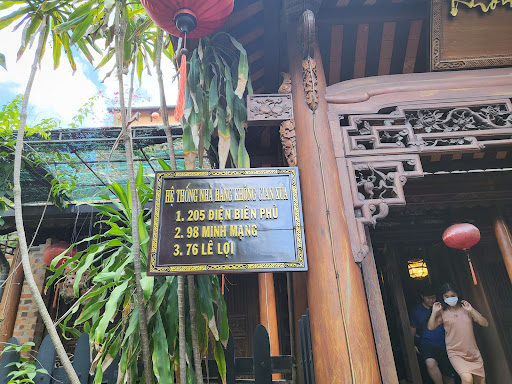 HỆ THỐNG NHÀ HÀNG KHÔNG GIAN XƯA
1. 205 ĐIỆN BIÊN PHỦ
2. 98 MINH MẠNG
3. 76 LÊ LỢI